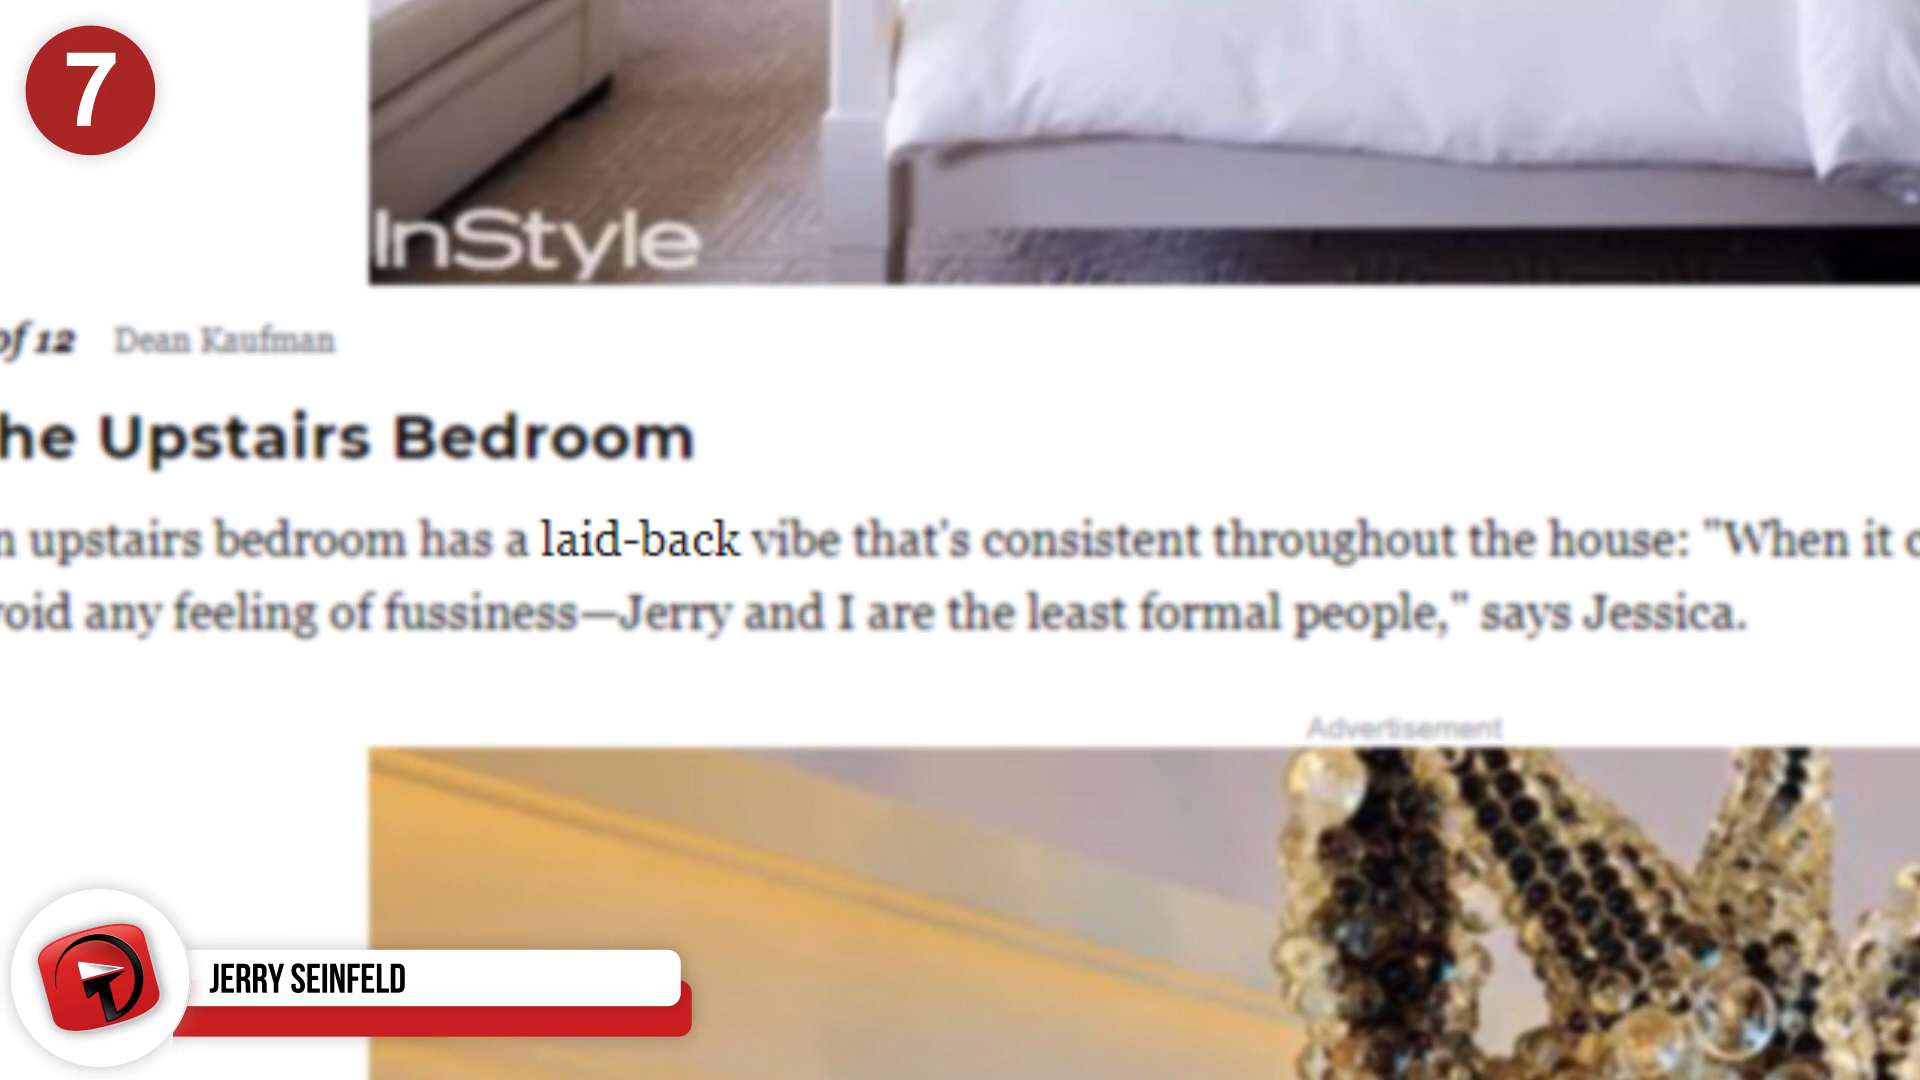 7
InStyle
of 12 Dean Kaufman
he Upstairs Bedroom
n upstairs bedroom has a laid-back vibe that's consistent throughout the house: "When it c
void any feeling of fussiness—Jerry and I are the least formal people," says Jessica.
Advertisement
JERRY SEINFELD